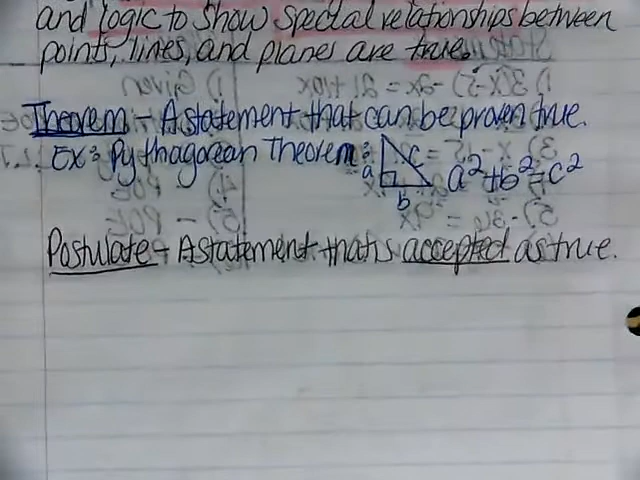 and logic to show special relationships between
points, lines, and planes are true.
Theorem - A statement that can be proven true.
Ex: Pythagorean Theorem: a b c a²+b²=c²
Postulate - A statement that is accepted as true.